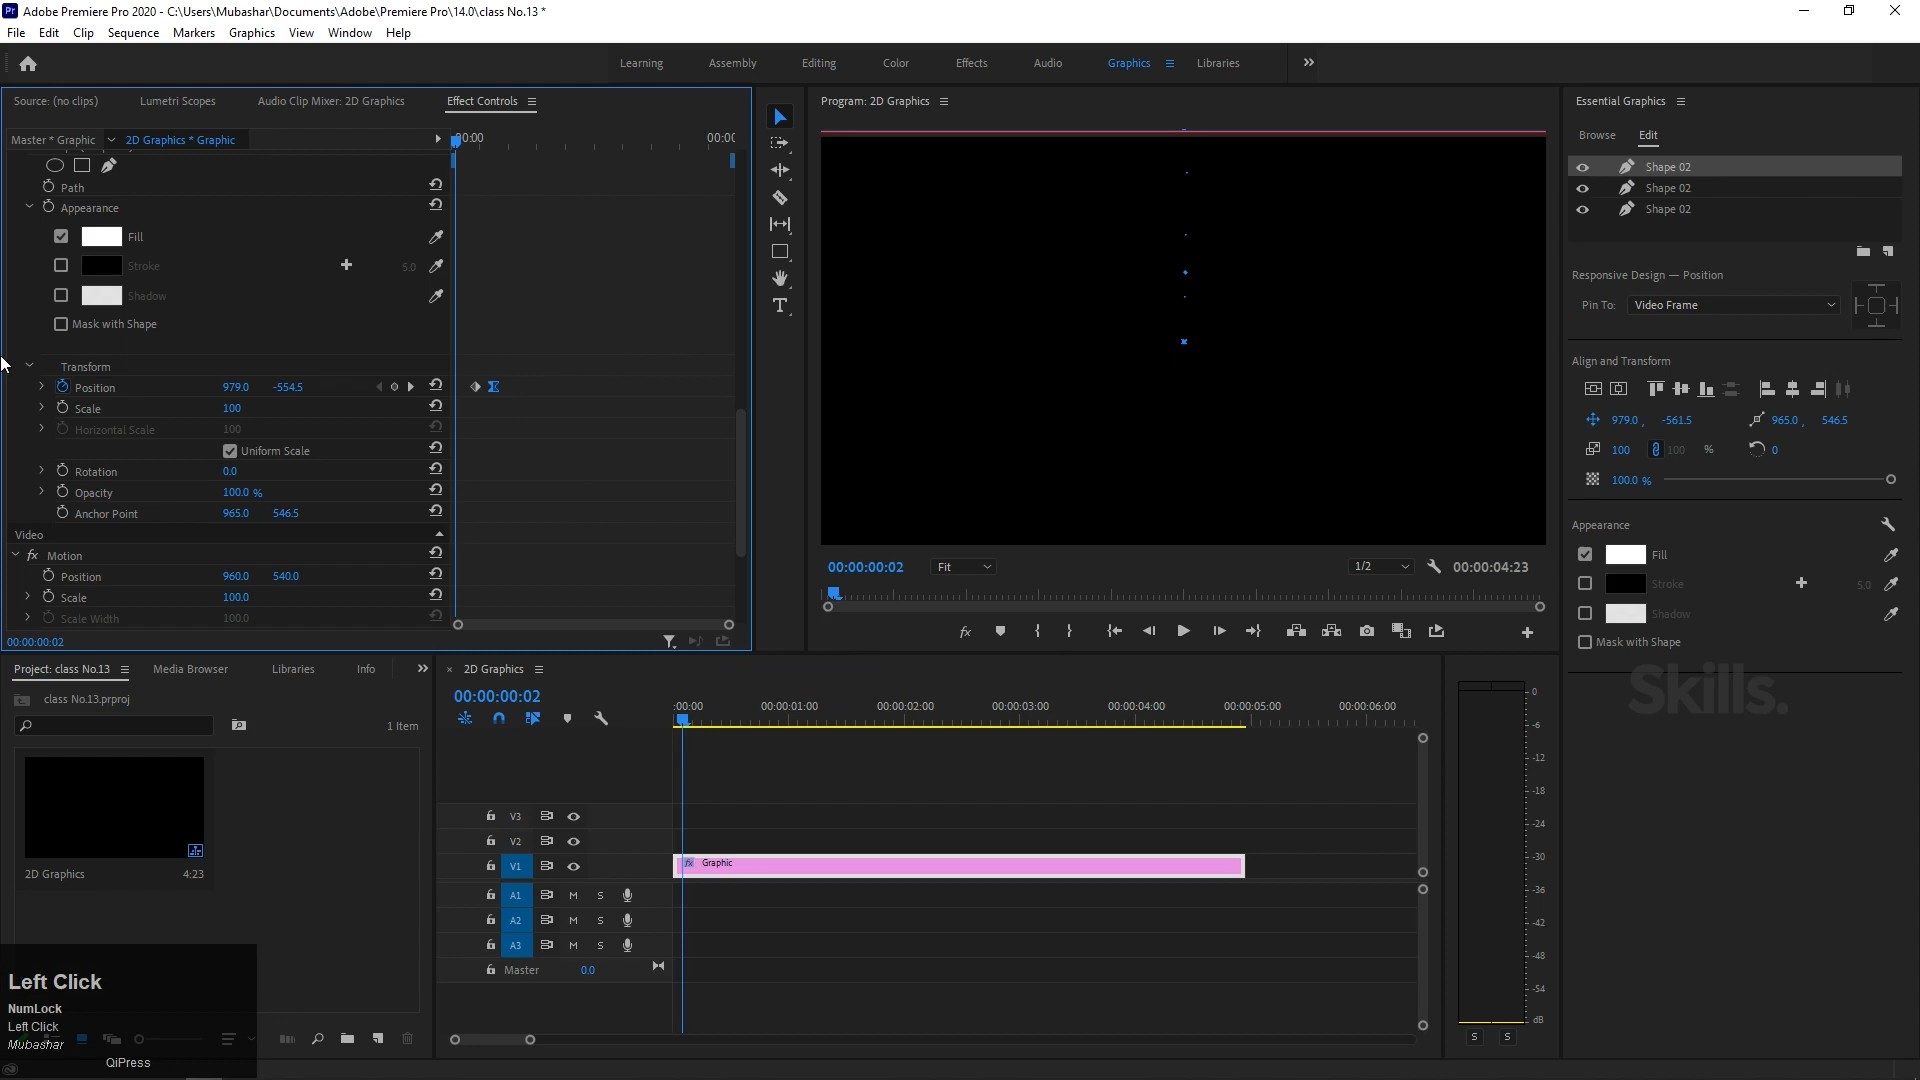 Adobe Premiere Pro 2020 - C:\Users\Mubashar\Documents\Adobe\Premiere Pro\14.0\class No.13 *
File Edit Clip Sequence Markers Graphics View Window Help
Learning Assembly Editing Color Effects Audio Graphics Libraries
Source: (no clips) Lumetri Scopes Audio Clip Mixer: 2D Graphics Effect Controls
Program: 2D Graphics
Essential Graphics
Browse Edit
Master * Graphic 2D Graphics * Graphic
Path
Appearance
Fill
Stroke 5.0
Shadow
Mask with Shape
Transform
Position 979.0 -554.5
Scale 100
Horizontal Scale 100
Uniform Scale
Rotation 0.0
Opacity 100.0 %
Anchor Point 965.0 546.5
Video
fx Motion
Position 960.0 540.0
Scale 100.0
Scale Width 100.0
00:00:00:02
00:00:00:02 Fit 1/2 00:00:04:23
Shape 02
Shape 02
Shape 02
Responsive Design — Position
Pin To: Video Frame
Align and Transform
979.0 , -561.5 965.0 , 546.5
100 100 % 0
100.0 %
Appearance
Fill
Stroke 5.0
Shadow
Mask with Shape
Skills.
Project: class No.13 Media Browser Libraries Info
class No.13.prproj
1 Item
2D Graphics 4:23
2D Graphics
00:00:00:02
:00:00 00:00:01:00 00:00:02:00 00:00:03:00 00:00:04:00 00:00:05:00 00:00:06:00
V3
V2
V1 fx Graphic
A1 M S
A2 M S
A3 M S
Master 0.0
0
-6
-12
-18
-24
-30
-36
-42
-48
-54
dB
S S
Left Click
NumLock
Left Click
Mubashar
QiPress